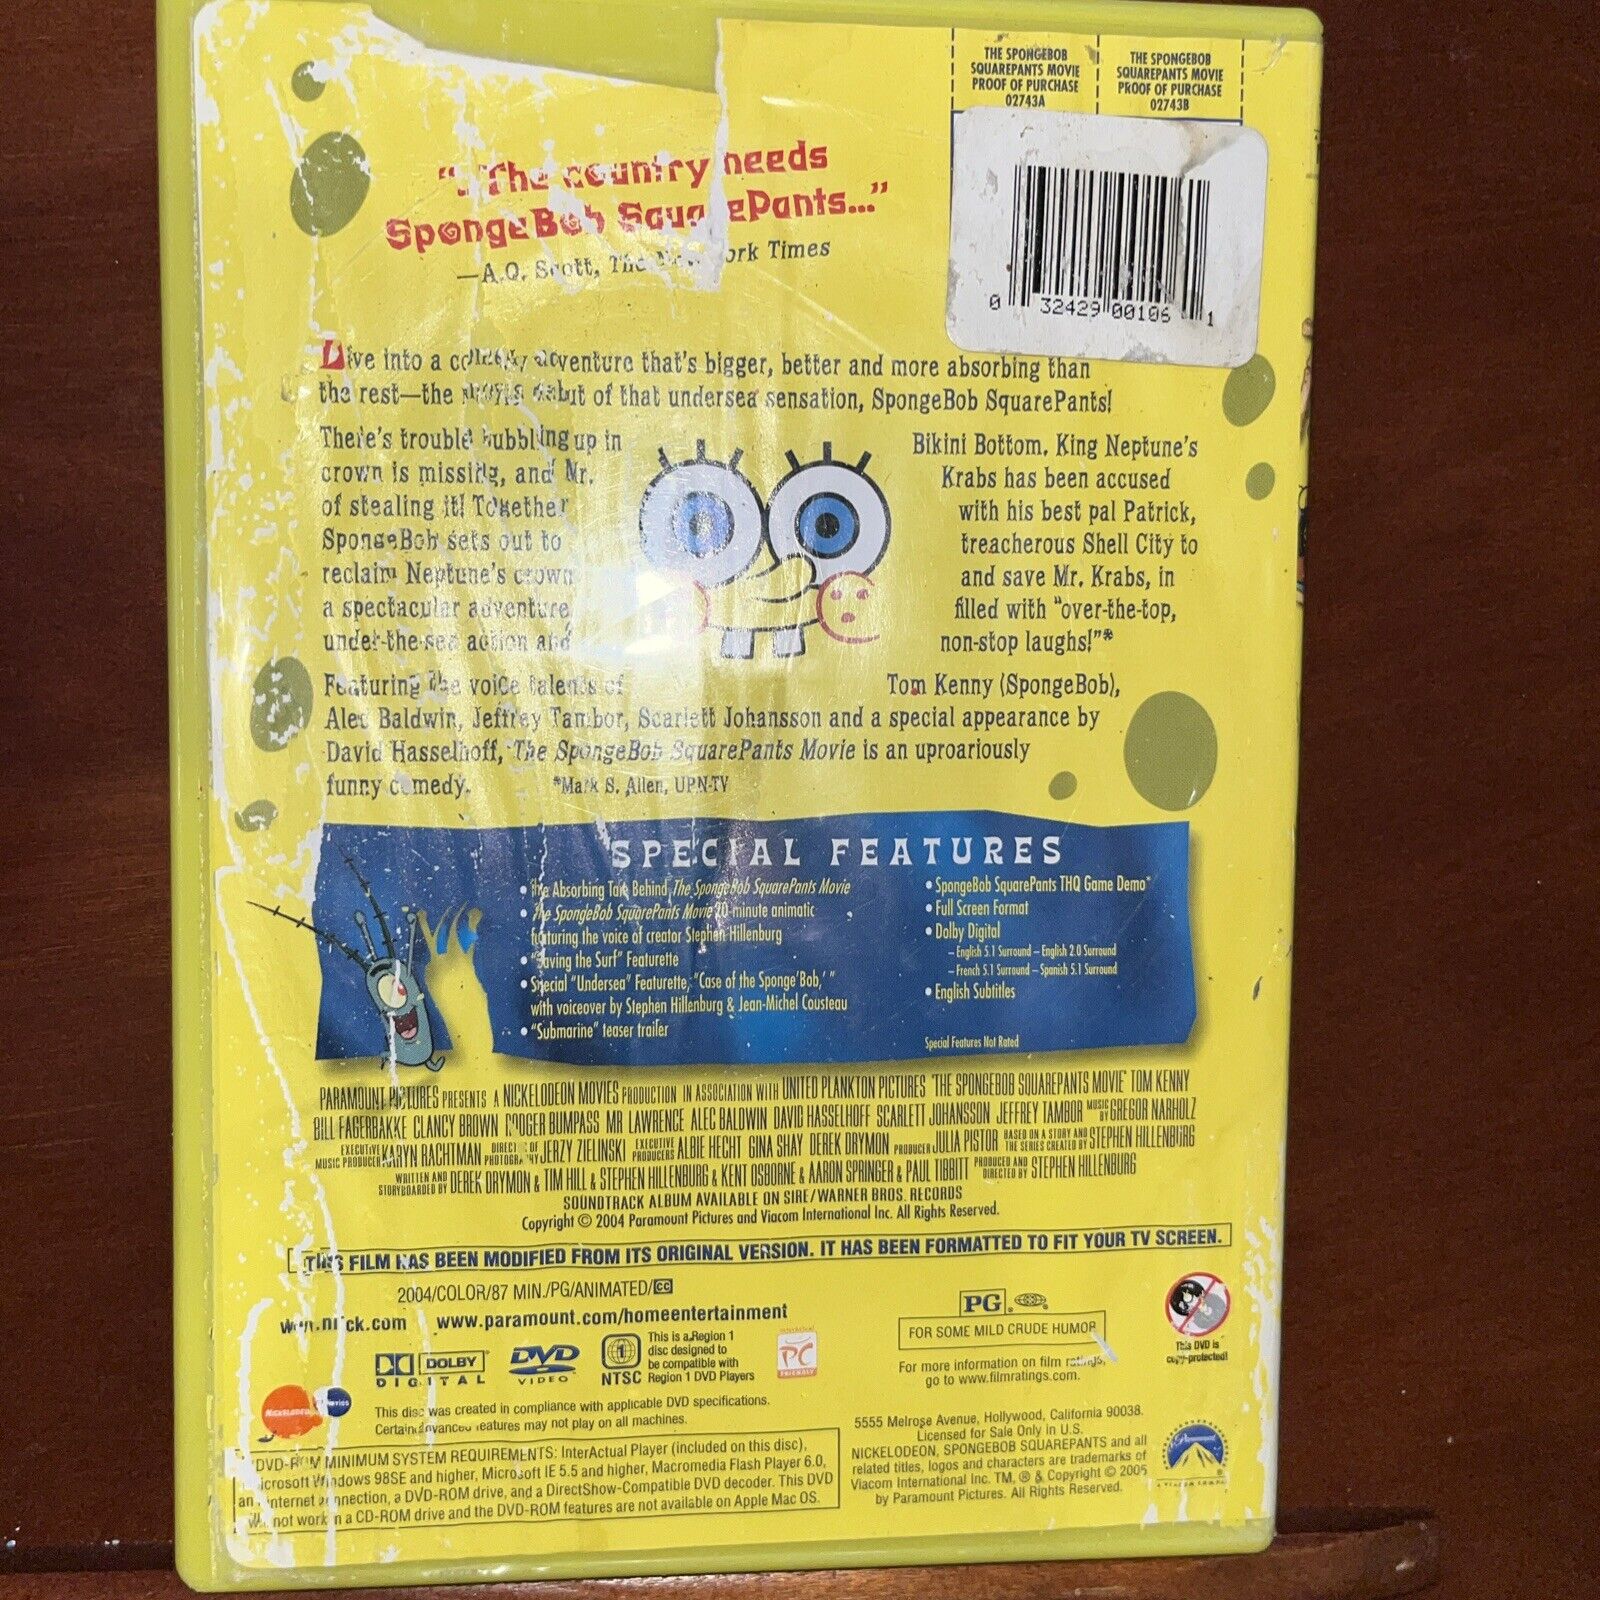 THE SPONGEBOB
SQUAREPANTS MOVIE
PROOF OF PURCHASE
02743A
THE SPONGEBOB
SQUAREPANTS MOVIE
PROOF OF PURCHASE
02743B
0 32429 00106 1
"...The country needs
SpongeBob SquarePants..."
—A.O. Scott, The New York Times
Dive into a comedy adventure that's bigger, better and more absorbing than
the rest—the movie debut of that undersea sensation, SpongeBob SquarePants!
There's trouble bubbling up in Bikini Bottom. King Neptune's
crown is missing, and Mr. Krabs has been accused
of stealing it! Together with his best pal Patrick,
SpongeBob sets out to treacherous Shell City to
reclaim Neptune's crown and save Mr. Krabs, in
a spectacular adventure filled with "over-the-top,
under-the-sea action and non-stop laughs!"*
Featuring the voice talents of Tom Kenny (SpongeBob),
Alec Baldwin, Jeffrey Tambor, Scarlett Johansson and a special appearance by
David Hasselhoff, The SpongeBob SquarePants Movie is an uproariously
funny comedy. *Mark S. Allen, UPN-TV
SPECIAL FEATURES
• The Absorbing Tale Behind The SpongeBob SquarePants Movie
• The SpongeBob SquarePants Movie 20-minute animatic
featuring the voice of creator Stephen Hillenburg
• "Saving the Surf" Featurette
• Special "Undersea" Featurette, "Case of the Sponge 'Bob,' "
with voiceover by Stephen Hillenburg & Jean-Michel Cousteau
• "Submarine" teaser trailer
• SpongeBob SquarePants THQ Game Demo*
• Full Screen Format
• Dolby Digital
– English 5.1 Surround – English 2.0 Surround
– French 5.1 Surround – Spanish 5.1 Surround
• English Subtitles
Special Features Not Rated
PARAMOUNT PICTURES PRESENTS A NICKELODEON MOVIES PRODUCTION IN ASSOCIATION WITH UNITED PLANKTON PICTURES "THE SPONGEBOB SQUAREPANTS MOVIE" TOM KENNY
BILL FAGERBAKKE CLANCY BROWN RODGER BUMPASS MR LAWRENCE ALEC BALDWIN DAVID HASSELHOFF SCARLETT JOHANSSON JEFFREY TAMBOR MUSIC BY GREGOR NARHOLZ
EXECUTIVE MUSIC PRODUCER KARYN RACHTMAN DIRECTOR OF PHOTOGRAPHY JERZY ZIELINSKI EXECUTIVE PRODUCERS ALBIE HECHT GINA SHAY DEREK DRYMON PRODUCER JULIA PISTOR BASED ON A STORY AND THE SERIES CREATED BY STEPHEN HILLENBURG
WRITTEN AND STORYBOARDED BY DEREK DRYMON & TIM HILL & STEPHEN HILLENBURG & KENT OSBORNE & AARON SPRINGER & PAUL TIBBITT PRODUCED AND DIRECTED BY STEPHEN HILLENBURG
SOUNDTRACK ALBUM AVAILABLE ON SIRE/WARNER BROS. RECORDS
Copyright © 2004 Paramount Pictures and Viacom International Inc. All Rights Reserved.
THIS FILM HAS BEEN MODIFIED FROM ITS ORIGINAL VERSION. IT HAS BEEN FORMATTED TO FIT YOUR TV SCREEN.
2004/COLOR/87 MIN./PG/ANIMATED/CC
www.nick.com www.paramount.com/homeentertainment
DOLBY
DIGITAL
DVD
VIDEO
1
NTSC
This is a Region 1
disc designed to
be compatible with
Region 1 DVD Players
PC
FRIENDLY
PG
FOR SOME MILD CRUDE HUMOR
For more information on film ratings,
go to www.filmratings.com.
This DVD is
copy-protected!
NICKELODEON MOVIES
This disc was created in compliance with applicable DVD specifications.
Certain advanced features may not play on all machines.
*DVD-ROM MINIMUM SYSTEM REQUIREMENTS: InterActual Player (included on this disc),
Microsoft Windows 98SE and higher, Microsoft IE 5.5 and higher, Macromedia Flash Player 6.0,
an internet connection, a DVD-ROM drive, and a DirectShow-Compatible DVD decoder. This DVD
will not work in a CD-ROM drive and the DVD-ROM features are not available on Apple Mac OS.
5555 Melrose Avenue, Hollywood, California 90038.
Licensed for Sale Only in U.S.
NICKELODEON, SPONGEBOB SQUAREPANTS and all
related titles, logos and characters are trademarks of
Viacom International Inc. TM, ® & Copyright © 2005
by Paramount Pictures. All Rights Reserved.
Paramount
A VIACOM COMPANY